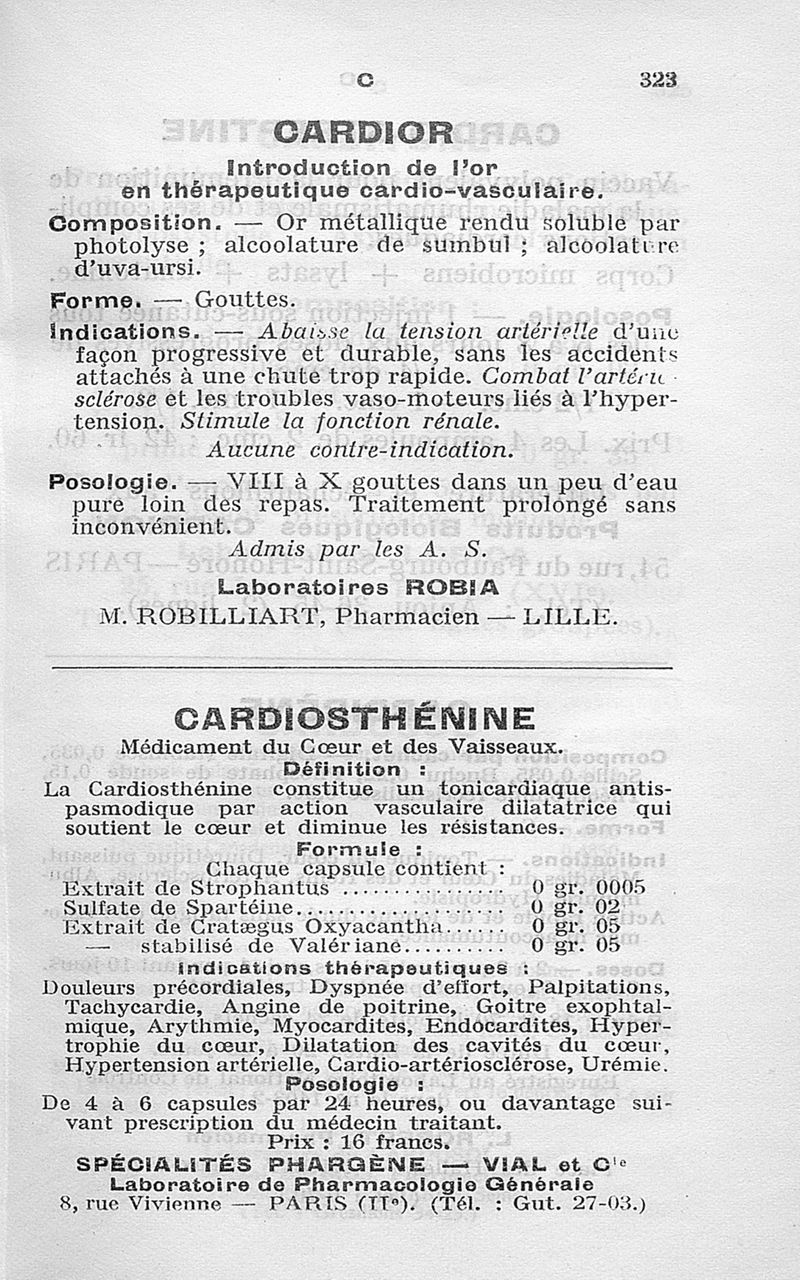 C
323
CARDIOR
Introduction de l'or
en thérapeutique cardio-vasculaire.
Composition. — Or métallique rendu soluble par
photolyse ; alcoolature de sumbul ; alcoolature
d'uva-ursi.
Forme. — Gouttes.
Indications. — Abaisse la tension artérielle d'une
façon progressive et durable, sans les accidents
attachés à une chute trop rapide. Combat l'artério-
sclérose et les troubles vaso-moteurs liés à l'hyper-
tension. Stimule la fonction rénale.
Aucune contre-indication.
Posologie. — VIII à X gouttes dans un peu d'eau
pure loin des repas. Traitement prolongé sans
inconvénient.
Admis par les A. S.
Laboratoires ROBIA
M. ROBILLIART, Pharmacien — LILLE.
CARDIOSTHÉNINE
Médicament du Cœur et des Vaisseaux.
Définition :
La Cardiosthénine constitue un tonicardiaque antis-
pasmodique par action vasculaire dilatatrice qui
soutient le cœur et diminue les résistances.
Formule :
Chaque capsule contient :
Extrait de Strophantus .................. 0 gr. 0005
Sulfate de Spartéine..................... 0 gr. 02
Extrait de Cratægus Oxyacantha...... 0 gr. 05
— stabilisé de Valériane.......... 0 gr. 05
Indications thérapeutiques :
Douleurs précordiales, Dyspnée d'effort, Palpitations,
Tachycardie, Angine de poitrine, Goitre exophtal-
mique, Arythmie, Myocardites, Endocardites, Hyper-
trophie du cœur, Dilatation des cavités du cœur,
Hypertension artérielle, Cardio-artériosclérose, Urémie.
Posologie :
De 4 à 6 capsules par 24 heures, ou davantage sui-
vant prescription du médecin traitant.
Prix : 16 francs.
SPÉCIALITÉS PHARGÈNE — VIAL et Cie
Laboratoire de Pharmacologie Générale
8, rue Vivienne — PARIS (IIe). (Tél. : Gut. 27-03.)